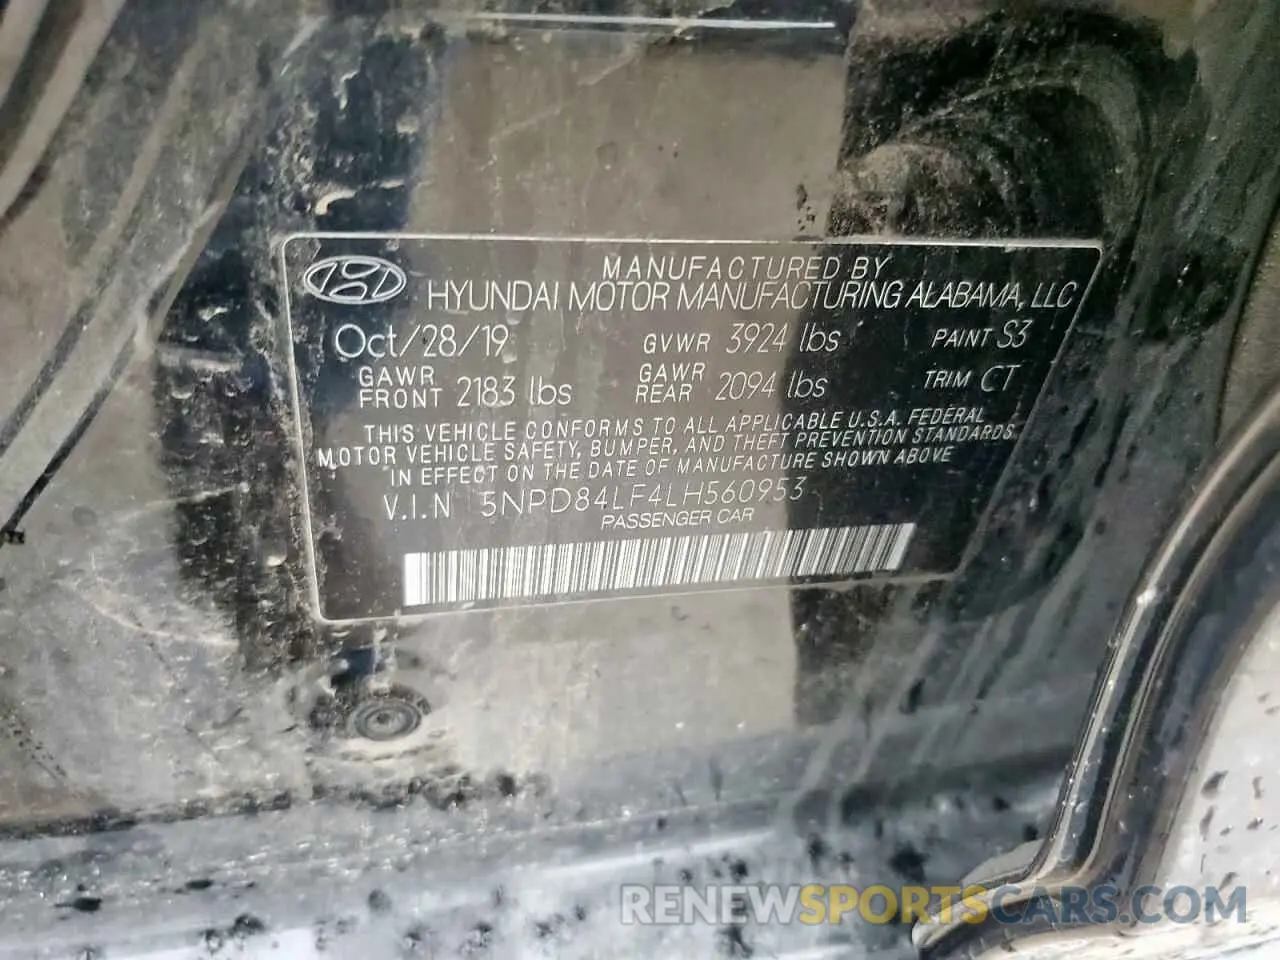 MANUFACTURED BY
HYUNDAI MOTOR MANUFACTURING ALABAMA, LLC
Oct/28/19 GVWR 3924 lbs PAINT S3
GAWR FRONT 2183 lbs GAWR REAR 2094 lbs TRIM CT
THIS VEHICLE CONFORMS TO ALL APPLICABLE U.S.A. FEDERAL
MOTOR VEHICLE SAFETY, BUMPER, AND THEFT PREVENTION STANDARDS
IN EFFECT ON THE DATE OF MANUFACTURE SHOWN ABOVE
V.I.N 5NPD84LF4LH560953
PASSENGER CAR
RENEWSPORTSCARS.COM